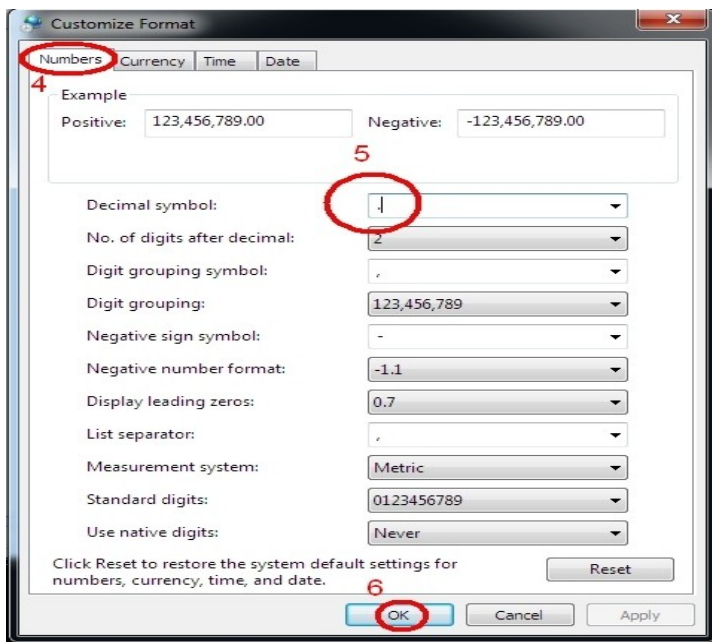 Customize Format
Numbers Currency Time Date
4
Example
Positive: 123,456,789.00 Negative: -123,456,789.00
5
Decimal symbol: .
No. of digits after decimal: 2
Digit grouping symbol: ,
Digit grouping: 123,456,789
Negative sign symbol: -
Negative number format: -1.1
Display leading zeros: 0.7
List separator: ,
Measurement system: Metric
Standard digits: 0123456789
Use native digits: Never
Click Reset to restore the system default settings for
numbers, currency, time, and date.
Reset
6
OK Cancel Apply